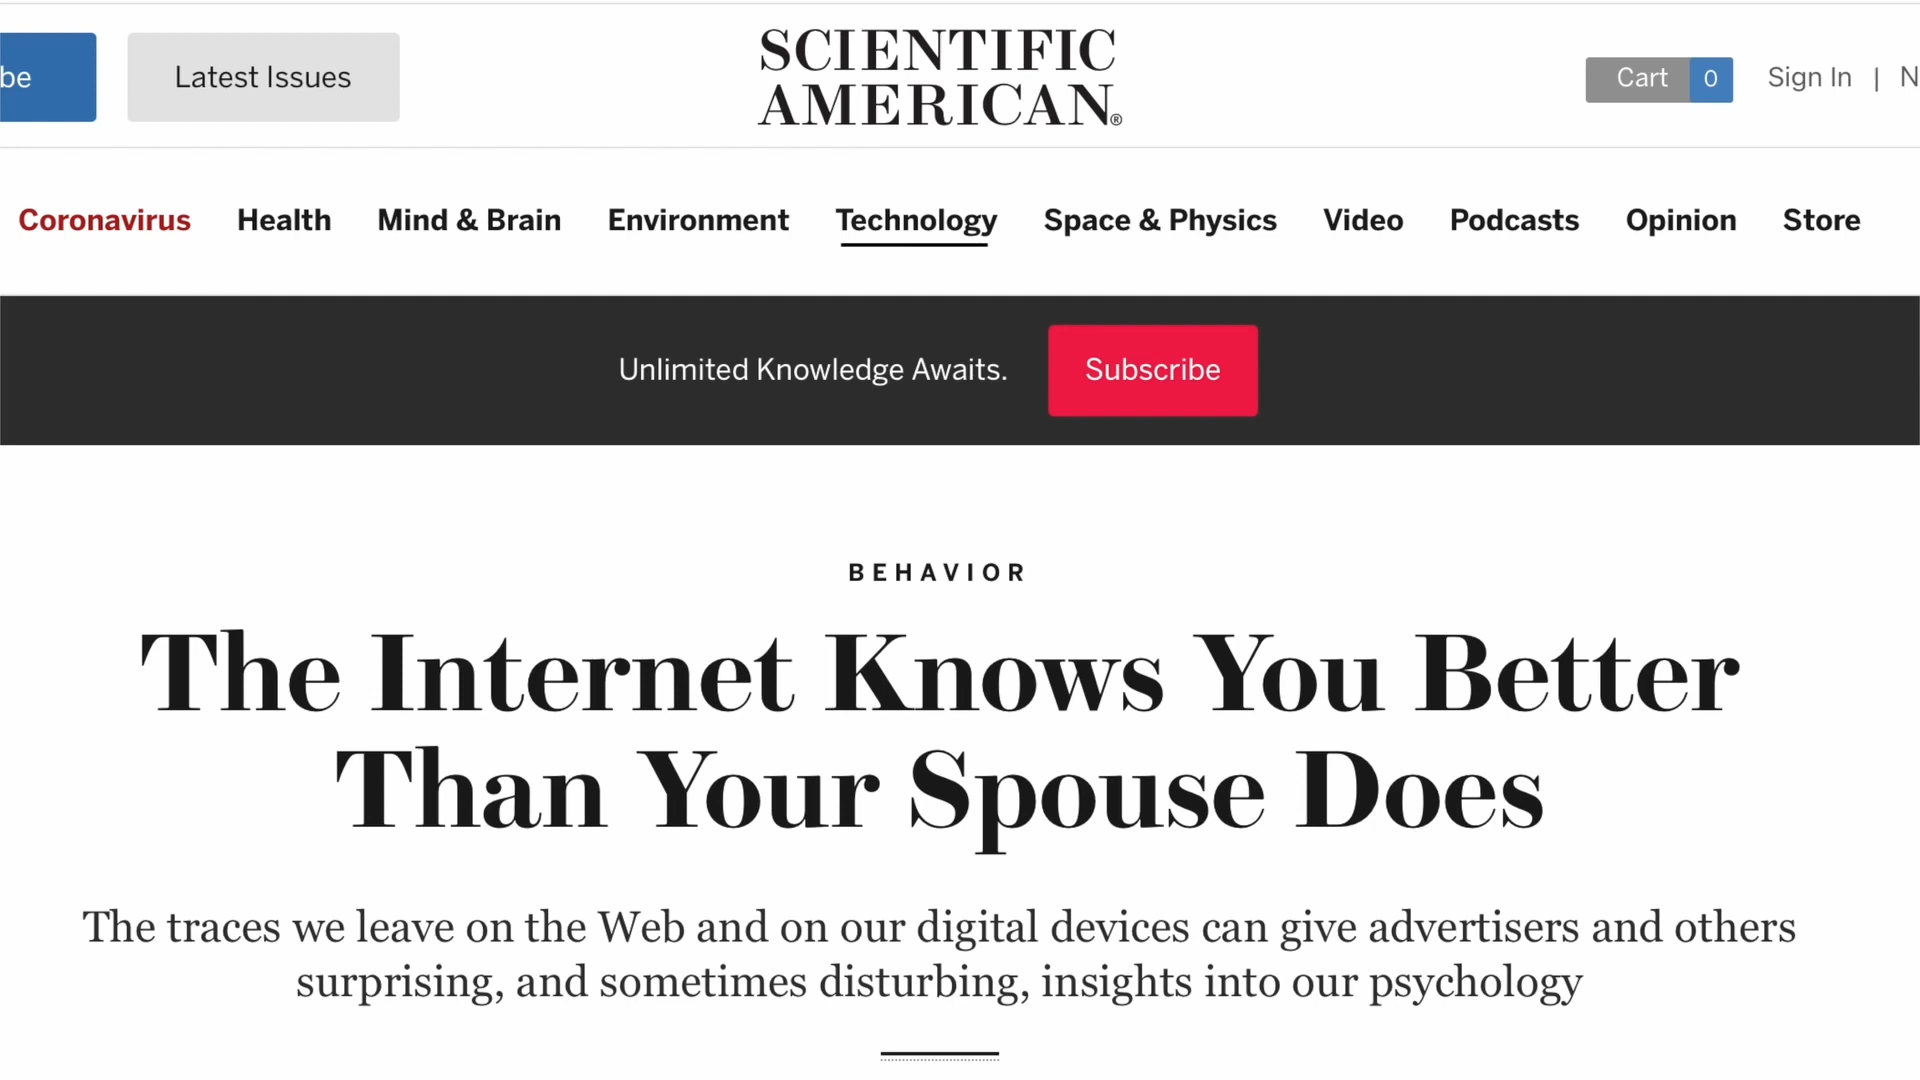 be
Latest Issues
SCIENTIFIC
AMERICAN®
Cart 0
Sign In | N
Coronavirus Health Mind & Brain Environment Technology Space & Physics Video Podcasts Opinion Store
Unlimited Knowledge Awaits. Subscribe
BEHAVIOR
The Internet Knows You Better
Than Your Spouse Does
The traces we leave on the Web and on our digital devices can give advertisers and others
surprising, and sometimes disturbing, insights into our psychology